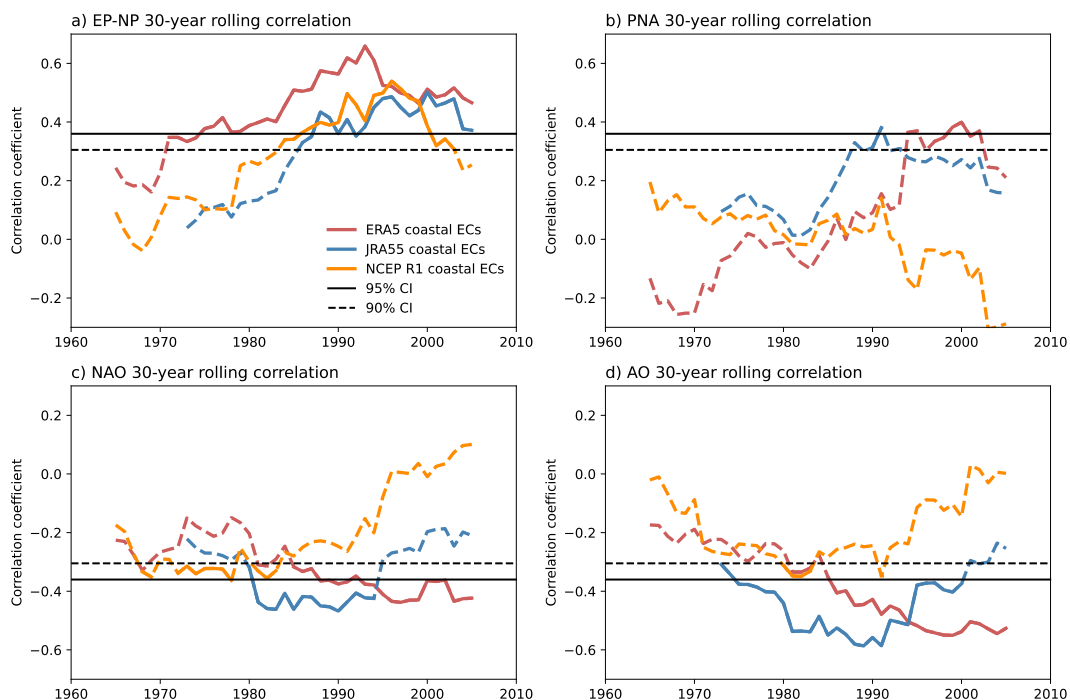 a) EP-NP 30-year rolling correlation
Correlation coefficient
0.6
0.4
0.2
0.0
−0.2
1960 1970 1980 1990 2000 2010
ERA5 coastal ECs
JRA55 coastal ECs
NCEP R1 coastal ECs
95% CI
90% CI
b) PNA 30-year rolling correlation
Correlation coefficient
0.6
0.4
0.2
0.0
−0.2
1960 1970 1980 1990 2000 2010
c) NAO 30-year rolling correlation
Correlation coefficient
0.2
0.0
−0.2
−0.4
−0.6
1960 1970 1980 1990 2000 2010
d) AO 30-year rolling correlation
Correlation coefficient
0.2
0.0
−0.2
−0.4
−0.6
1960 1970 1980 1990 2000 2010